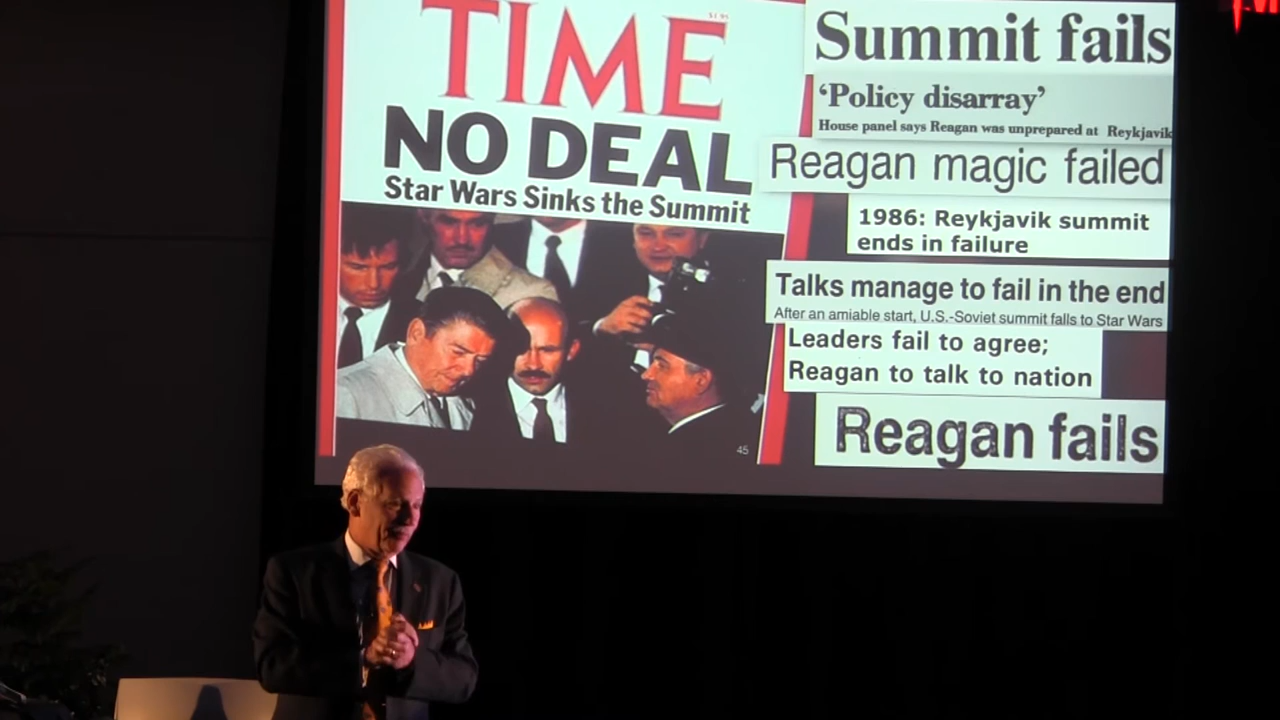 $1.95
TIME
NO DEAL
Star Wars Sinks the Summit
45
Summit fails
‘Policy disarray’
House panel says Reagan was unprepared at Reykjavik
Reagan magic failed
1986: Reykjavik summit
ends in failure
Talks manage to fail in the end
After an amiable start, U.S.-Soviet summit falls to Star Wars
Leaders fail to agree;
Reagan to talk to nation
Reagan fails